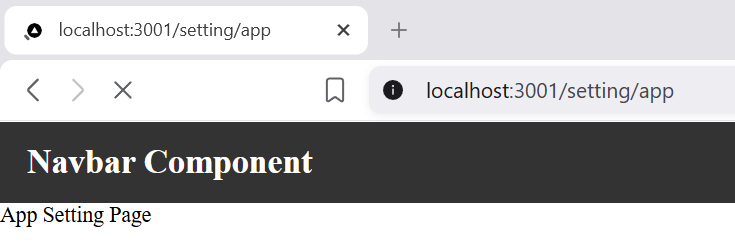 localhost:3001/setting/app
localhost:3001/setting/app
Navbar Component
App Setting Page